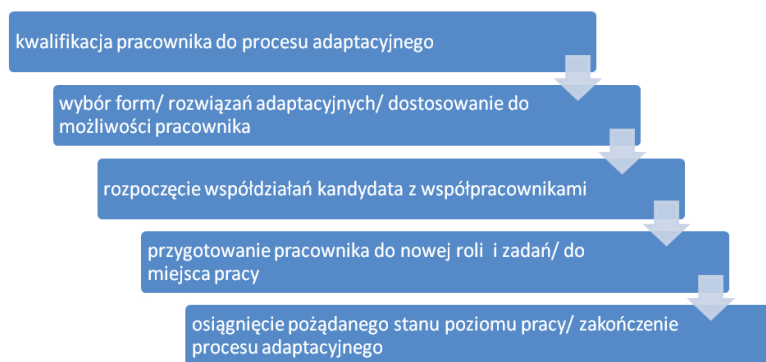 kwalifikacja pracownika do procesu adaptacyjnego
wybór form/ rozwiązań adaptacyjnych/ dostosowanie do
możliwości pracownika
rozpoczęcie współdziałań kandydata z współpracownikami
przygotowanie pracownika do nowej roli  i zadań/ do
miejsca pracy
osiągnięcie pożądanego stanu poziomu pracy/ zakończenie
procesu adaptacyjnego